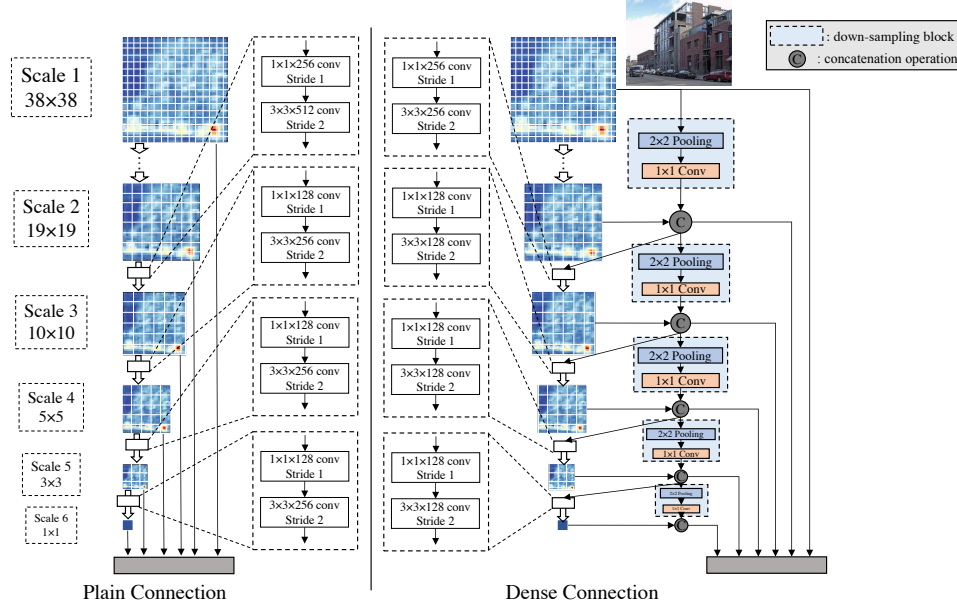 Scale 1
38×38
Scale 2
19×19
Scale 3
10×10
Scale 4
5×5
Scale 5
3×3
Scale 6
1×1
1×1×256 conv
Stride 1
3×3×512 conv
Stride 2
1×1×128 conv
Stride 1
3×3×256 conv
Stride 2
1×1×128 conv
Stride 1
3×3×256 conv
Stride 2
1×1×128 conv
Stride 1
3×3×256 conv
Stride 2
Plain Connection
1×1×256 conv
Stride 1
3×3×256 conv
Stride 2
1×1×128 conv
Stride 1
3×3×128 conv
Stride 2
1×1×128 conv
Stride 1
3×3×128 conv
Stride 2
1×1×128 conv
Stride 1
3×3×128 conv
Stride 2
: down-sampling block
C : concatenation operation
2×2 Pooling
1×1 Conv
C
2×2 Pooling
1×1 Conv
C
2×2 Pooling
1×1 Conv
C
2×2 Pooling
1×1 Conv
C
2×2 Pooling
1×1 Conv
C
Dense Connection